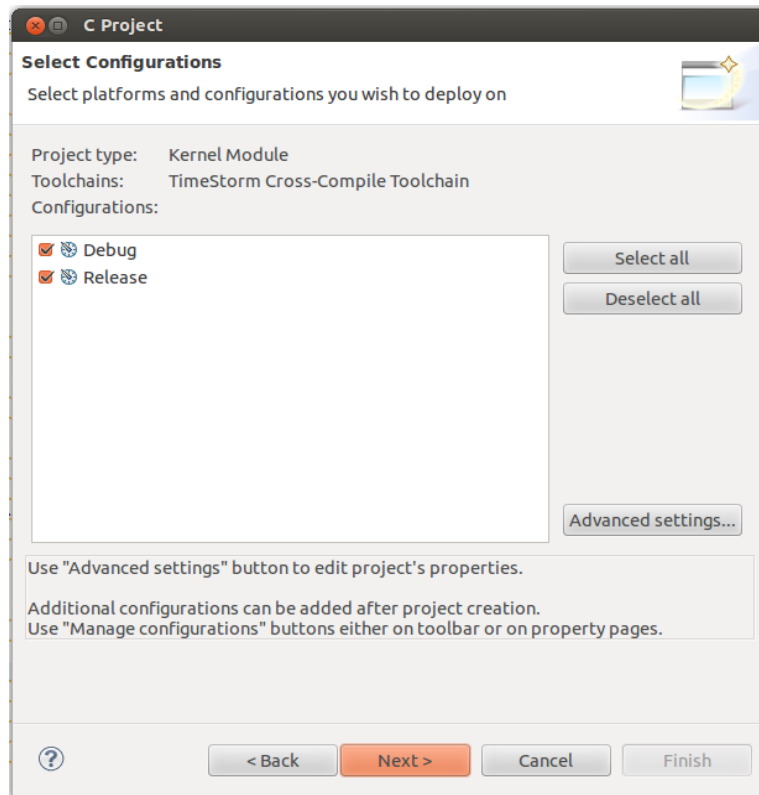 C Project
Select Configurations
Select platforms and configurations you wish to deploy on
Project type: Kernel Module
Toolchains: TimeStorm Cross-Compile Toolchain
Configurations:
Debug
Release
Select all
Deselect all
Advanced settings...
Use "Advanced settings" button to edit project's properties.
Additional configurations can be added after project creation.
Use "Manage configurations" buttons either on toolbar or on property pages.
?
< Back
Next >
Cancel
Finish